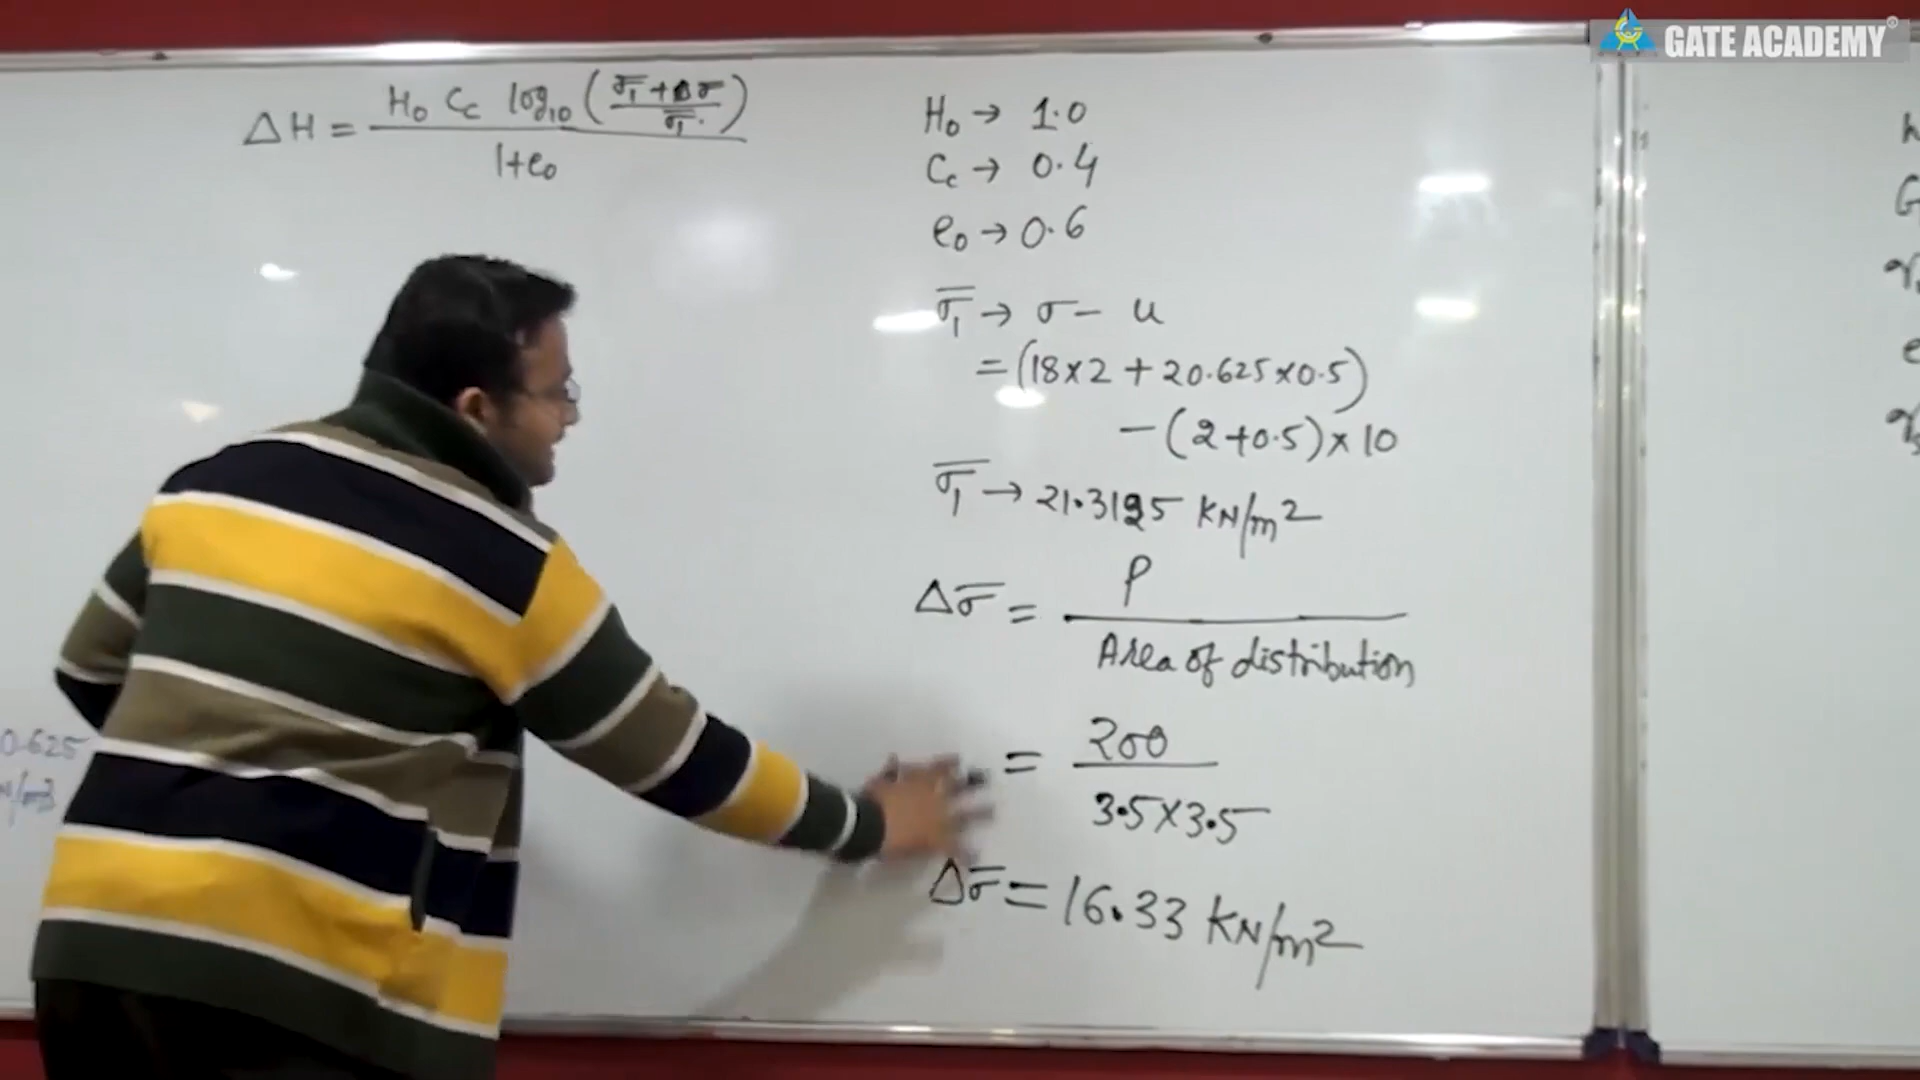 GATE ACADEMY®
ΔH = H₀ C_c log₁₀ ((σ̄₁ + Δσ̄) / σ̄₁) / (1+e₀)
H₀ → 1.0
C_c → 0.4
e₀ → 0.6
σ̄₁ → σ − u
= (18×2 + 20.625×0.5)
− (2+0.5)×10
σ̄₁ → 21.3125 KN/m²
Δσ̄ = P / Area of distribution
= 200 / 3.5×3.5
Δσ̄ = 16.33 KN/m²
0.625